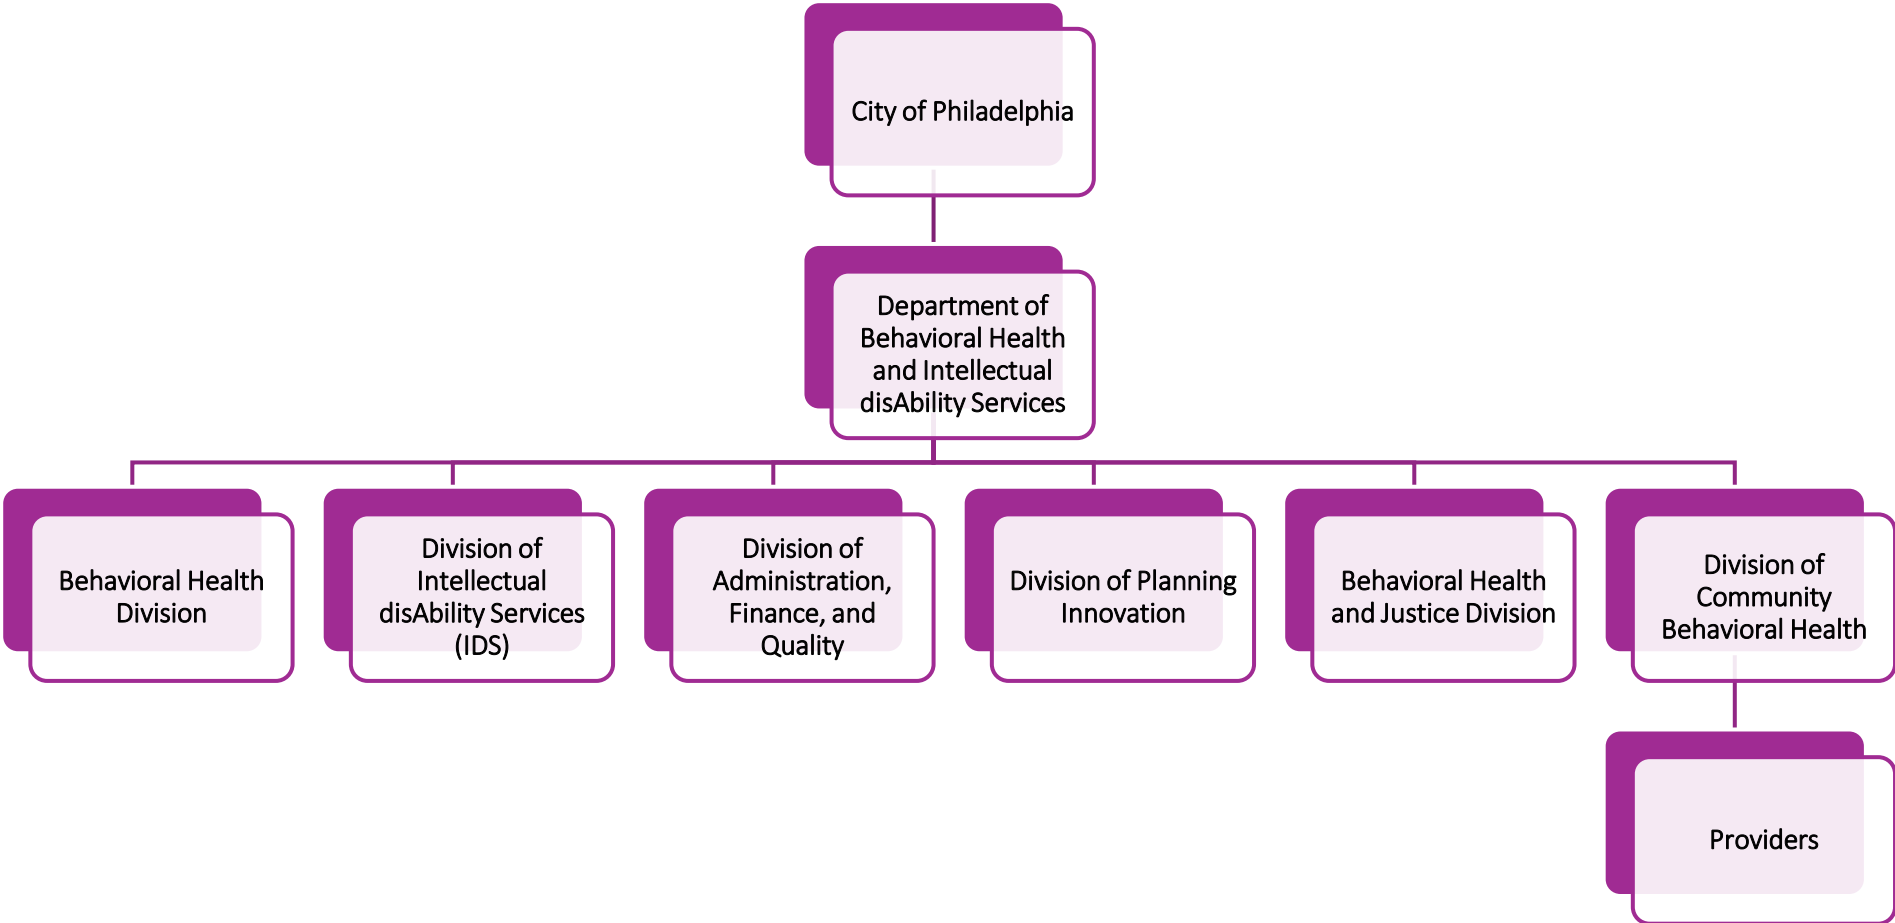 City of Philadelphia
Department of
Behavioral Health
and Intellectual
disAbility Services
Behavioral Health
Division
Division of
Intellectual
disAbility Services
(IDS)
Division of
Administration,
Finance, and
Quality
Division of Planning
Innovation
Behavioral Health
and Justice Division
Division of
Community
Behavioral Health
Providers